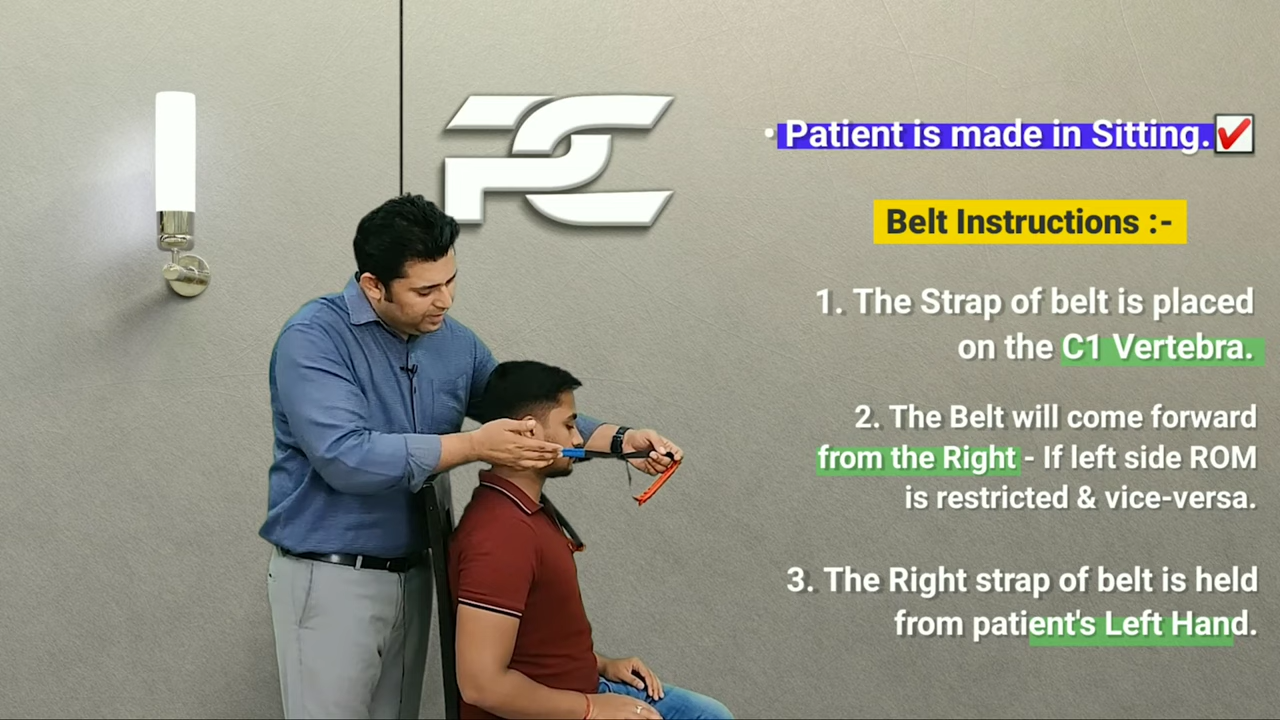 PC
• Patient is made in Sitting. ✔
Belt Instructions :-
1. The Strap of belt is placed
on the C1 Vertebra.
2. The Belt will come forward
from the Right - If left side ROM
is restricted & vice-versa.
3. The Right strap of belt is held
from patient's Left Hand.